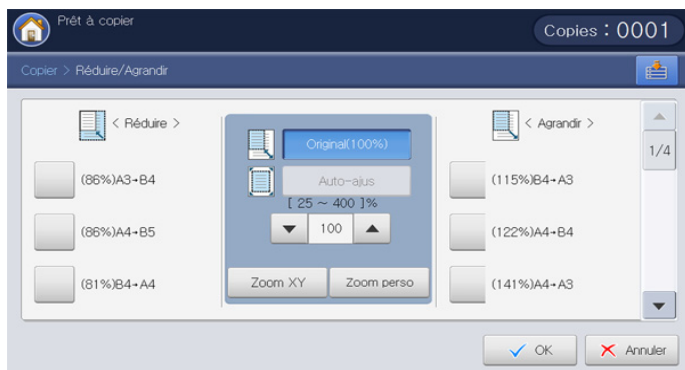 Prêt à copier
Copies : 0001
Copier > Réduire/Agrandir
< Réduire >
(86%)A3→B4
(86%)A4→B5
(81%)B4→A4
Original(100%)
Auto-ajus
[ 25 ~ 400 ]%
100
Zoom XY
Zoom perso
< Agrandir >
(115%)B4→A3
(122%)A4→B4
(141%)A4→A3
1/4
OK
Annuler